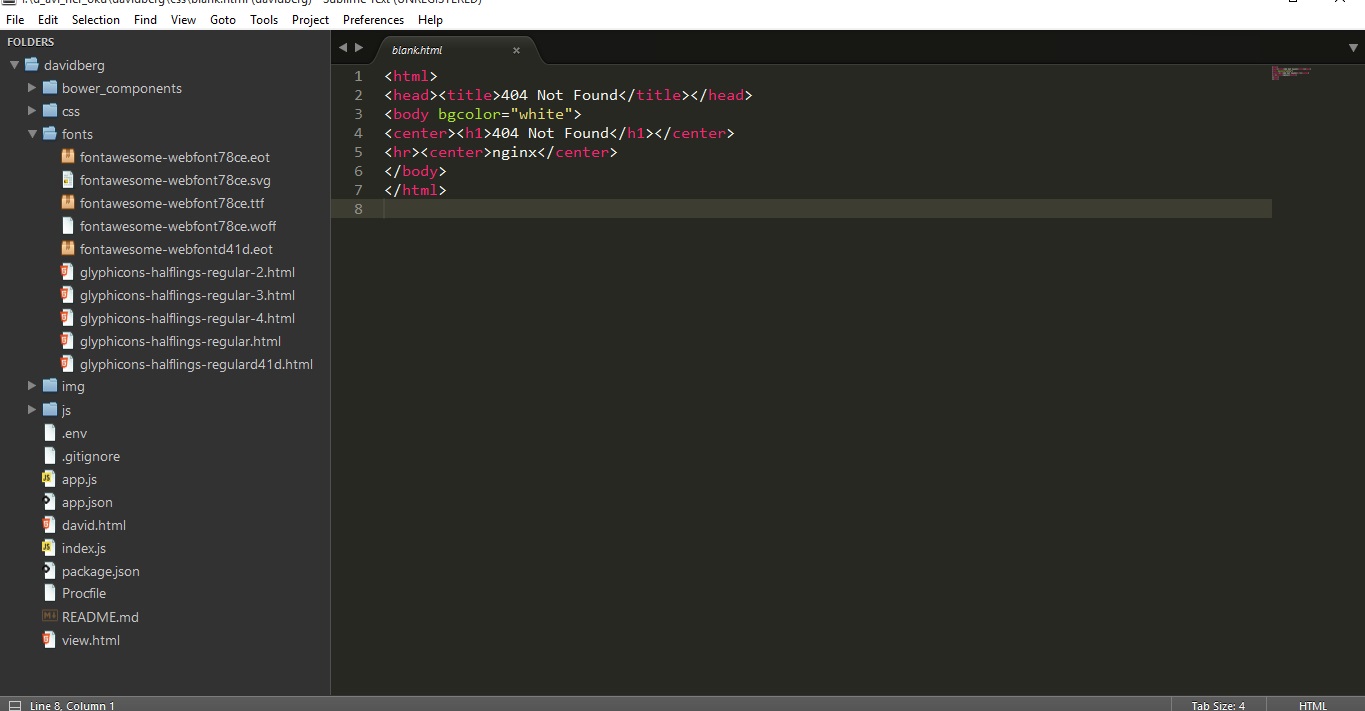 File Edit Selection Find View Goto Tools Project Preferences Help
FOLDERS
davidberg
bower_components
css
fonts
fontawesome-webfont78ce.eot
fontawesome-webfont78ce.svg
fontawesome-webfont78ce.ttf
fontawesome-webfont78ce.woff
fontawesome-webfontd41d.eot
glyphicons-halflings-regular-2.html
glyphicons-halflings-regular-3.html
glyphicons-halflings-regular-4.html
glyphicons-halflings-regular.html
glyphicons-halflings-regulard41d.html
img
js
.env
.gitignore
app.js
app.json
david.html
index.js
package.json
Procfile
README.md
view.html
blank.html
1 <html>
2 <head><title>404 Not Found</title></head>
3 <body bgcolor="white">
4 <center><h1>404 Not Found</h1></center>
5 <hr><center>nginx</center>
6 </body>
7 </html>
8
Line 8, Column 1
Tab Size: 4
HTML